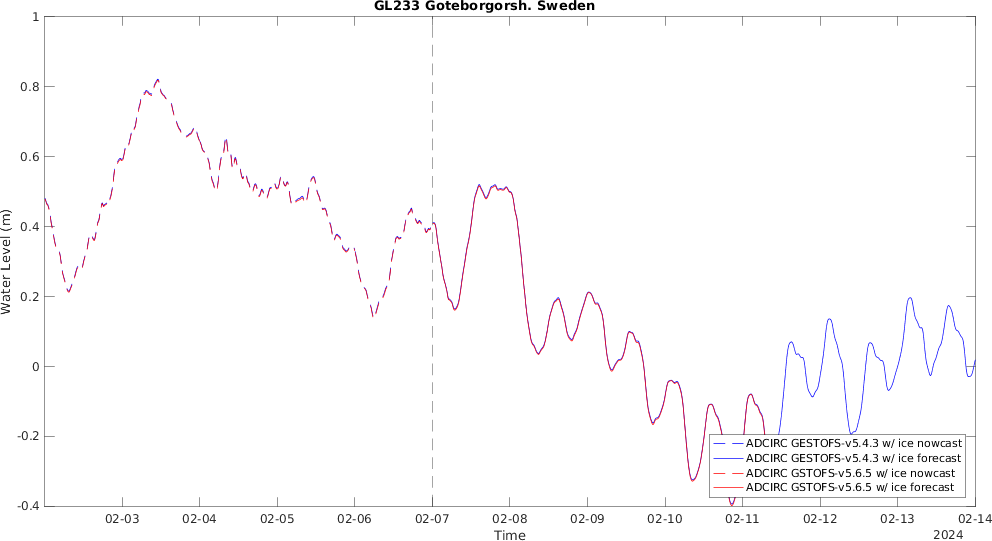 GL233 Goteborgorsh. Sweden
Water Level (m)
1
0.8
0.6
0.4
0.2
0
-0.2
-0.4
ADCIRC GESTOFS-v5.4.3 w/ ice nowcast
ADCIRC GESTOFS-v5.4.3 w/ ice forecast
ADCIRC GSTOFS-v5.6.5 w/ ice nowcast
ADCIRC GSTOFS-v5.6.5 w/ ice forecast
02-03 02-04 02-05 02-06 02-07 02-08 02-09 02-10 02-11 02-12 02-13 02-14
Time
2024